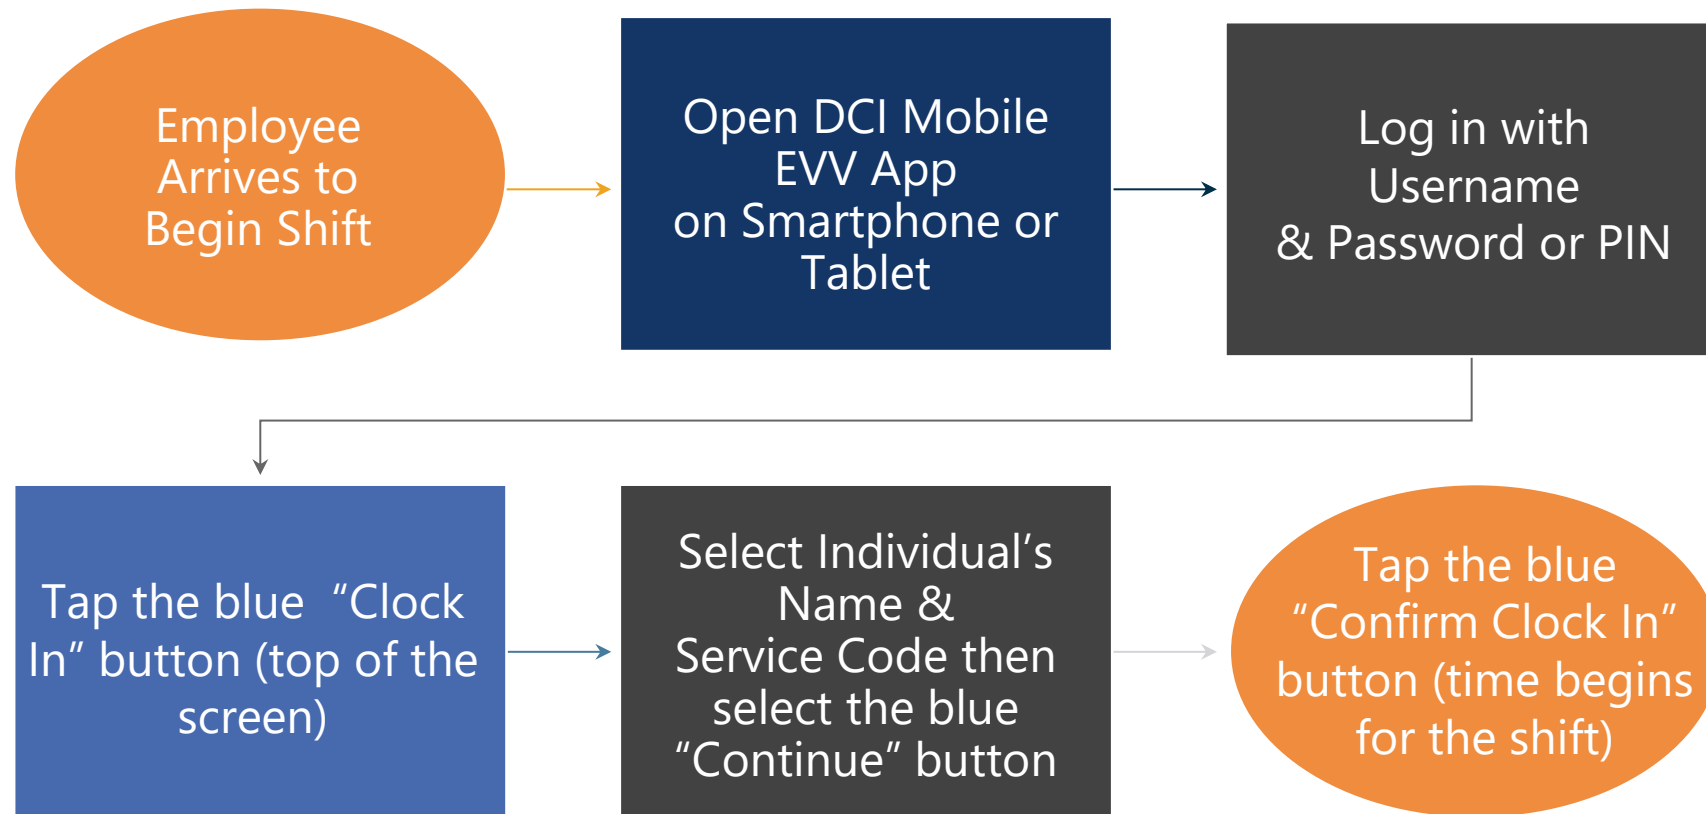 Employee
Arrives to
Begin Shift
Open DCI Mobile
EVV App
on Smartphone or
Tablet
Log in with
Username
& Password or PIN
Tap the blue  “Clock
In” button (top of the
screen)
Select Individual’s
Name &
Service Code then
select the blue
“Continue” button
Tap the blue
“Confirm Clock In”
button (time begins
for the shift)